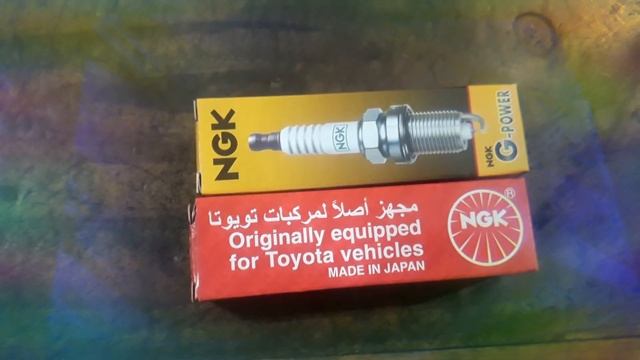 NGK
NGK
NGK
G-POWER
مجهز أصلاً لمركبات تويوتا
Originally equipped
for Toyota vehicles
MADE IN JAPAN
NGK
®